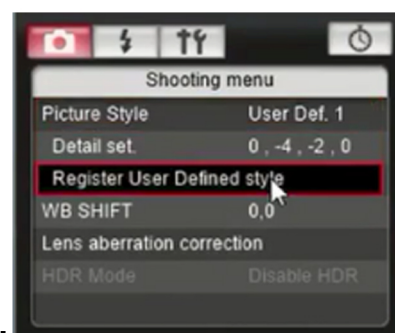 Shooting menu
Picture Style User Def. 1
Detail set. 0 , -4 , -2 , 0
Register User Defined style
WB SHIFT 0,0
Lens aberration correction
HDR Mode Disable HDR